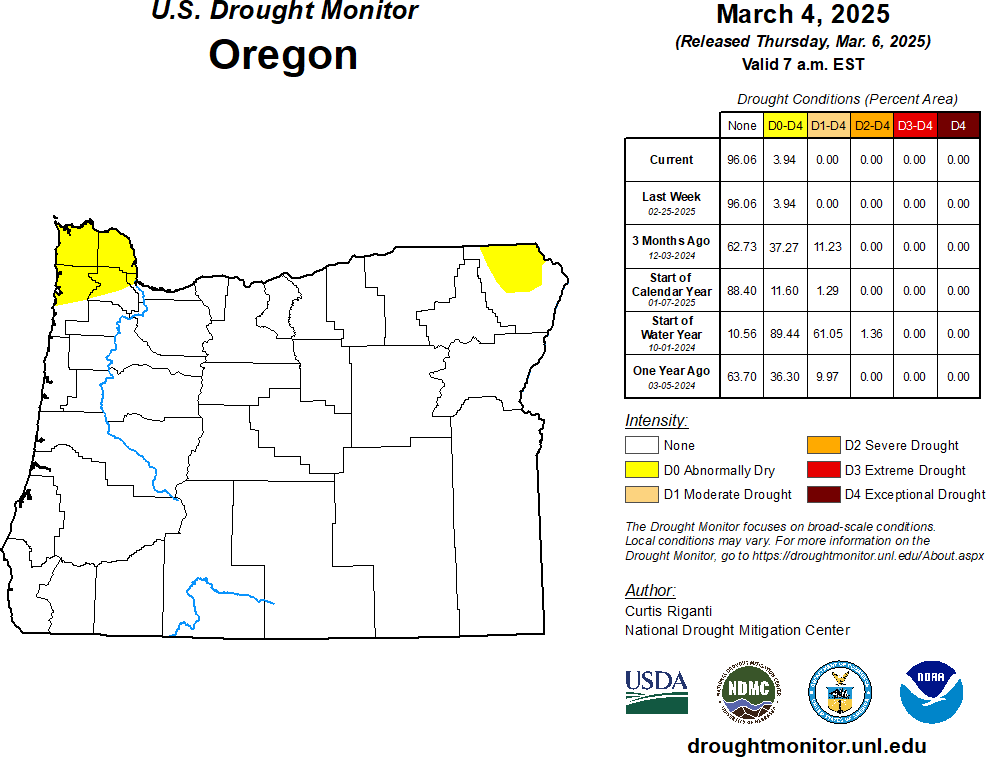 U.S. Drought Monitor
Oregon
March 4, 2025
(Released Thursday, Mar. 6, 2025)
Valid 7 a.m. EST
Drought Conditions (Percent Area)
None D0-D4 D1-D4 D2-D4 D3-D4 D4
Current 96.06 3.94 0.00 0.00 0.00 0.00
Last Week
02-25-2025 96.06 3.94 0.00 0.00 0.00 0.00
3 Months Ago
12-03-2024 62.73 37.27 11.23 0.00 0.00 0.00
Start of
Calendar Year
01-07-2025 88.40 11.60 1.29 0.00 0.00 0.00
Start of
Water Year
10-01-2024 10.56 89.44 61.05 1.36 0.00 0.00
One Year Ago
03-05-2024 63.70 36.30 9.97 0.00 0.00 0.00
Intensity:
None
D0 Abnormally Dry
D1 Moderate Drought
D2 Severe Drought
D3 Extreme Drought
D4 Exceptional Drought
The Drought Monitor focuses on broad-scale conditions.
Local conditions may vary. For more information on the
Drought Monitor, go to https://droughtmonitor.unl.edu/About.aspx
Author:
Curtis Riganti
National Drought Mitigation Center
USDA
NDMC
NOAA
droughtmonitor.unl.edu